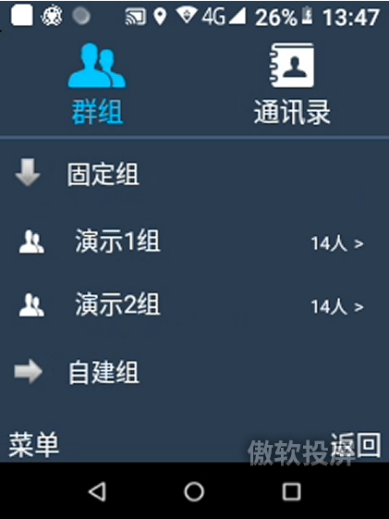 4G 26% 13:47
群组 通讯录
固定组
演示1组 14人 >
演示2组 14人 >
自建组
菜单 返回
傲软投屏